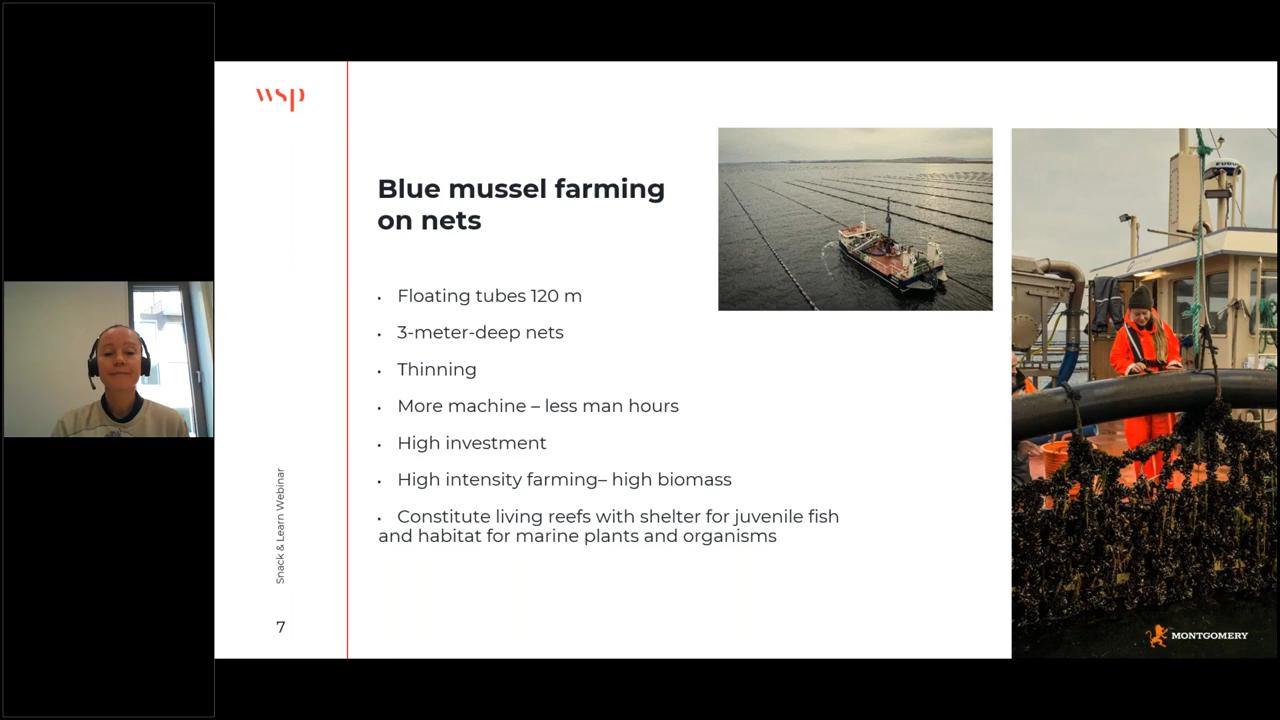 wsp
Blue mussel farming
on nets
• Floating tubes 120 m
• 3-meter-deep nets
• Thinning
• More machine – less man hours
• High investment
• High intensity farming– high biomass
• Constitute living reefs with shelter for juvenile fish
and habitat for marine plants and organisms
Snack & Learn Webinar
7
MONTGOMERY